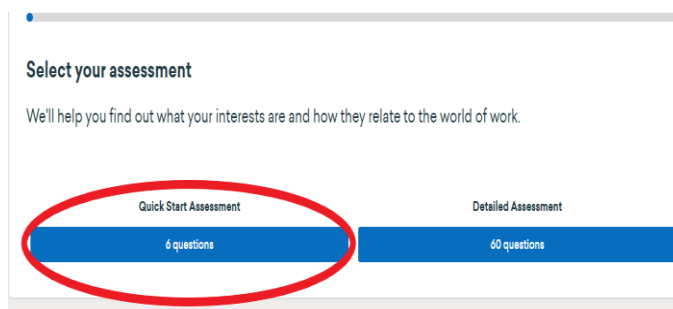 Select your assessment
We'll help you find out what your interests are and how they relate to the world of work.
Quick Start Assessment
6 questions
Detailed Assessment
60 questions